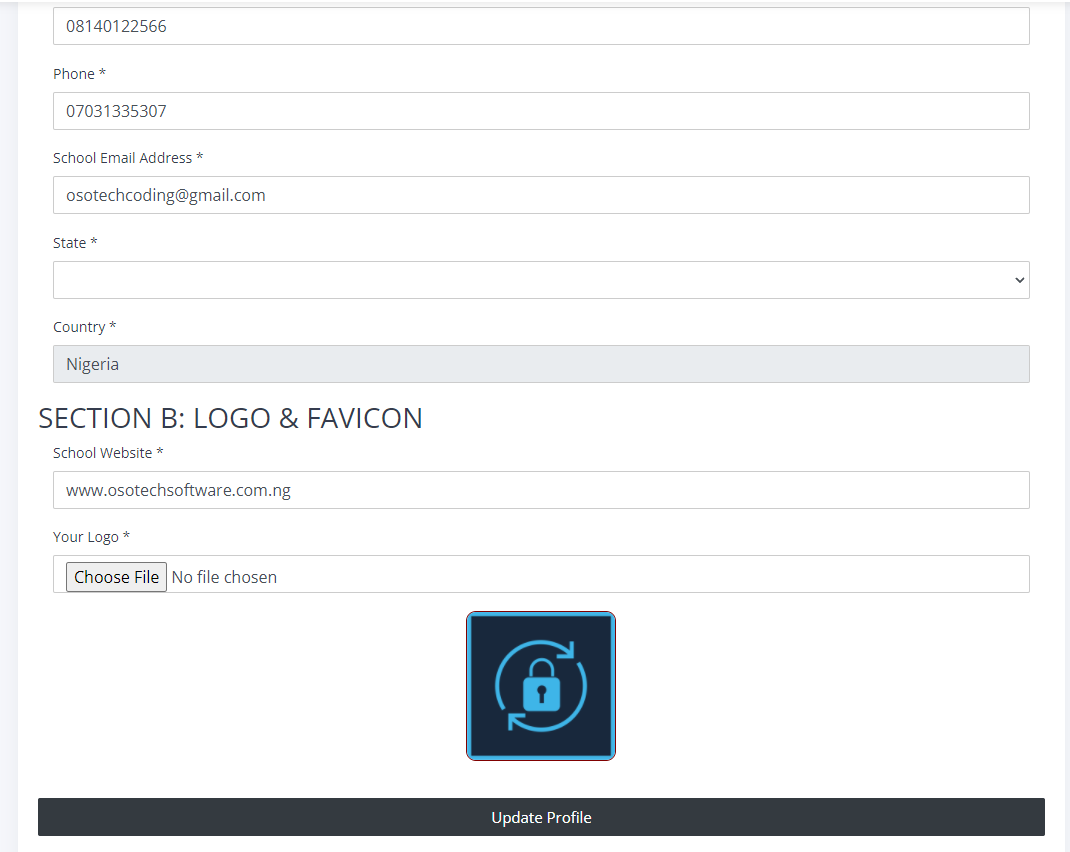 08140122566
Phone *
07031335307
School Email Address *
osotechcoding@gmail.com
State *
Country *
Nigeria
SECTION B: LOGO & FAVICON
School Website *
www.osotechsoftware.com.ng
Your Logo *
Choose File No file chosen
Update Profile